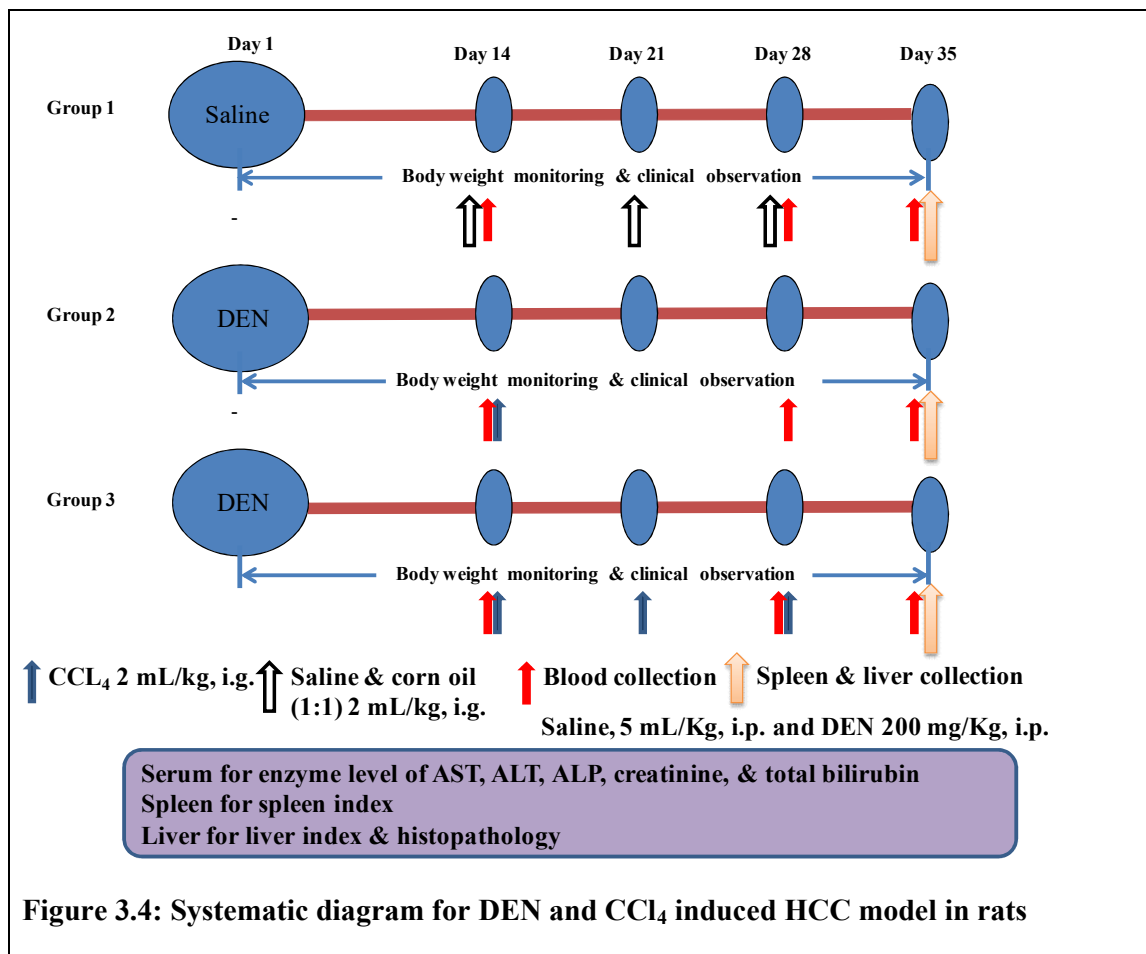 Day 1 Day 14 Day 21 Day 28 Day 35
Group 1 Saline
Body weight monitoring & clinical observation
-
Group 2 DEN
Body weight monitoring & clinical observation
-
Group 3 DEN
Body weight monitoring & clinical observation
CCL₄ 2 mL/kg, i.g. Saline & corn oil Blood collection Spleen & liver collection
(1:1) 2 mL/kg, i.g.
Saline, 5 mL/Kg, i.p. and DEN 200 mg/Kg, i.p.
Serum for enzyme level of AST, ALT, ALP, creatinine, & total bilirubin
Spleen for spleen index
Liver for liver index & histopathology
Figure 3.4: Systematic diagram for DEN and CCl₄ induced HCC model in rats